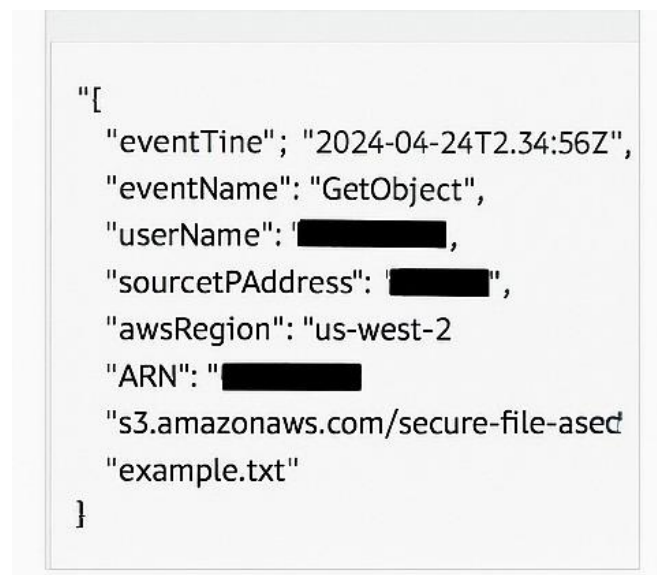 "{
"eventTine"; "2024-04-24T2.34:56Z",
"eventName": "GetObject",
"userName": "
,
"sourcetPAddress": "
",
"awsRegion": "us-west-2
"ARN": "
"s3.amazonaws.com/secure-file-ased
"example.txt"
}